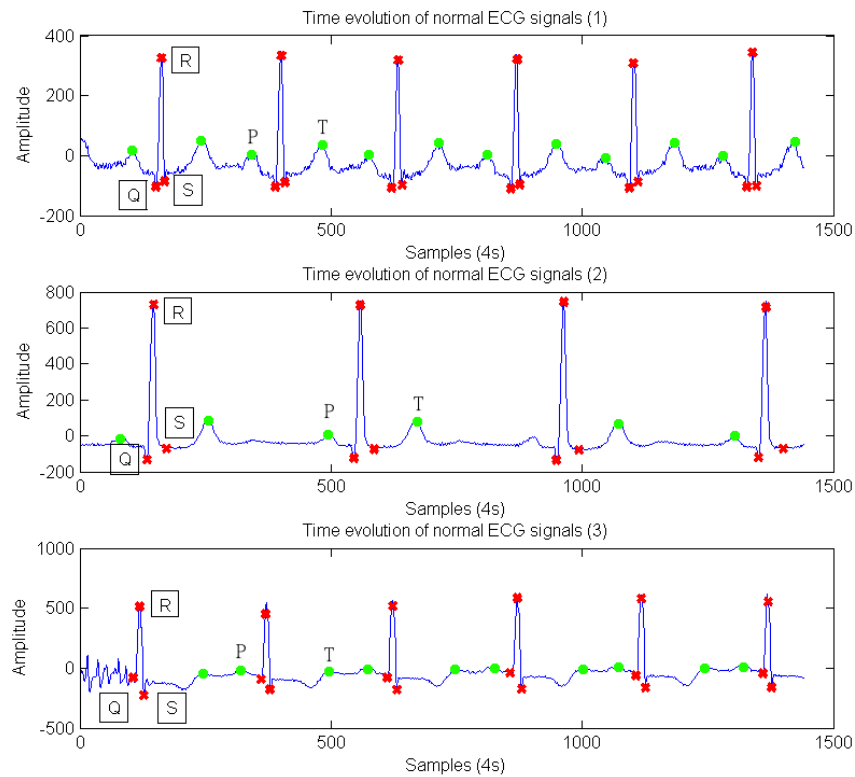 Time evolution of normal ECG signals (1)
400
200
0
-200
Amplitude
R
P
T
Q
S
0
500
1000
1500
Samples (4s)
Time evolution of normal ECG signals (2)
800
600
400
200
0
-200
Amplitude
R
P
T
S
Q
0
500
1000
1500
Samples (4s)
Time evolution of normal ECG signals (3)
1000
500
0
-500
Amplitude
R
P
T
Q
S
0
500
1000
1500
Samples (4s)